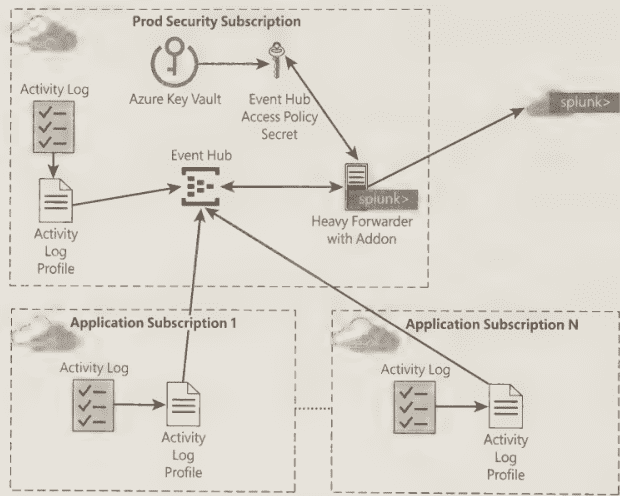 Prod Security Subscription
Activity Log
Azure Key Vault
Event Hub
Access Policy
Secret
splunk>
Event Hub
Activity
Log
Profile
splunk>
Heavy Forwarder
with Addon
Application Subscription 1
Activity Log
Activity
Log
Profile
Application Subscription N
Activity Log
Activity
Log
Profile